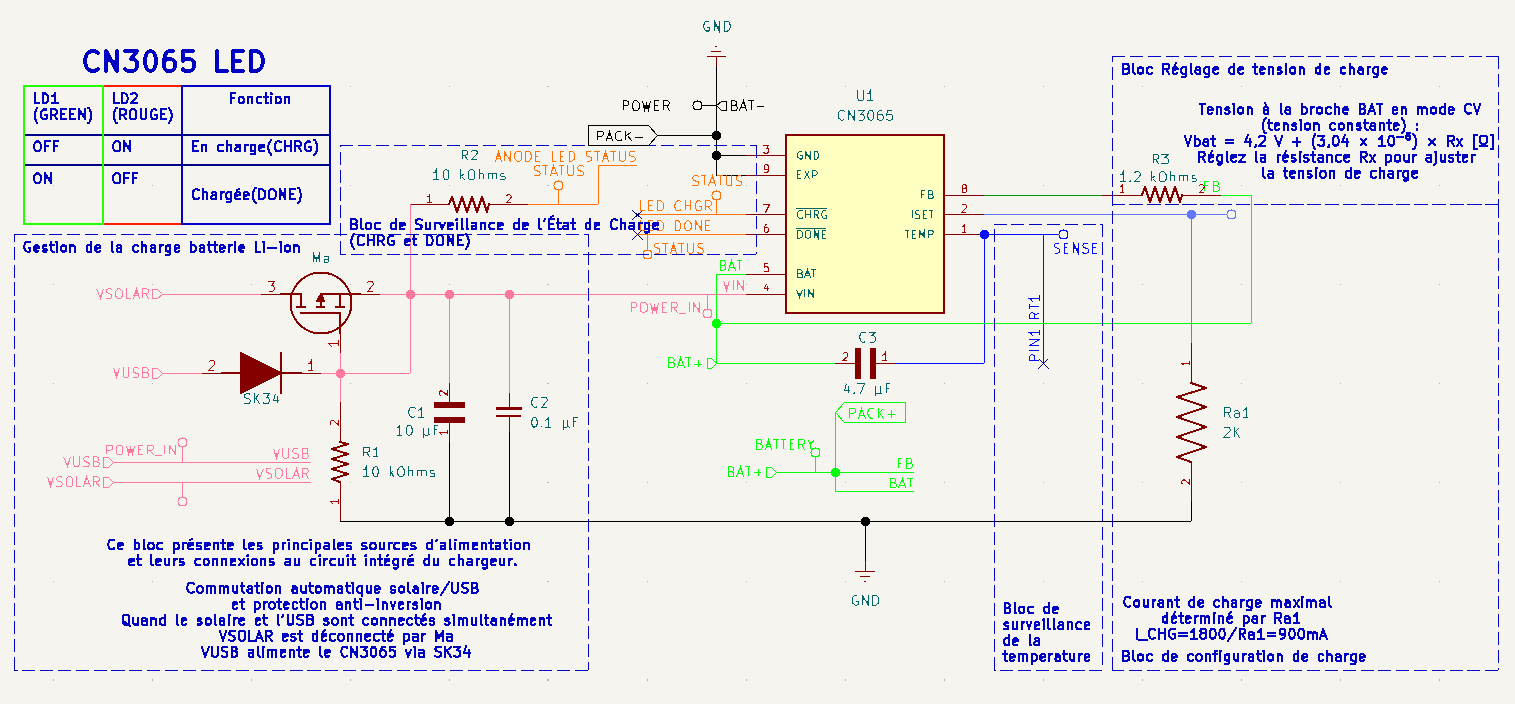 CN3065 LED
LD1
(GREEN)
LD2
(ROUGE)
Fonction
OFF
ON
En charge(CHRG)
ON
OFF
Chargée(DONE)
GND
POWER
BAT-
PACK-
U1
CN3065
3
GND
9
EXP
7
CHRG
6
DONE
5
BAT
4
VIN
FB
8
ISET
2
TEMP
1
R2
10 kOhms
1
2
ANODE LED STATUS
STATUS
STATUS
LED CHGR
LED DONE
STATUS
Bloc de Surveillance de l'État de Charge
(CHRG et DONE)
BAT
VIN
POWER_IN
BAT+
C3
2
1
4.7 µF
PACK+
BATTERY
BAT+
FB
BAT
GND
Gestion de la charge batterie Li-ion
Ma
VSOLAR
3
2
1
VUSB
2
1
SK34
POWER_IN
VUSB
VUSB
VSOLAR
VSOLAR
2
R1
10 kOhms
1
C1
10 µF
2
1
C2
0.1 µF
Ce bloc présente les principales sources d'alimentation
et leurs connexions au circuit intégré du chargeur.
Commutation automatique solaire/USB
et protection anti-inversion
Quand le solaire et l'USB sont connectés simultanément
VSOLAR est déconnecté par Ma
VUSB alimente le CN3065 via SK34
SENSE
PIN1 RT1
Bloc de
surveillance
de la
temperature
Bloc Réglage de tension de charge
Tension à la broche BAT en mode CV
(tension constante) :
Vbat = 4,2 V + (3,04 × 10⁻⁶) × Rx [Ω]
Réglez la résistance Rx pour ajuster
la tension de charge
R3
1.2 kOhms
1
2
FB
1
Ra1
2K
2
Courant de charge maximal
déterminé par Ra1
I_CHG=1800/Ra1=900mA
Bloc de configuration de charge